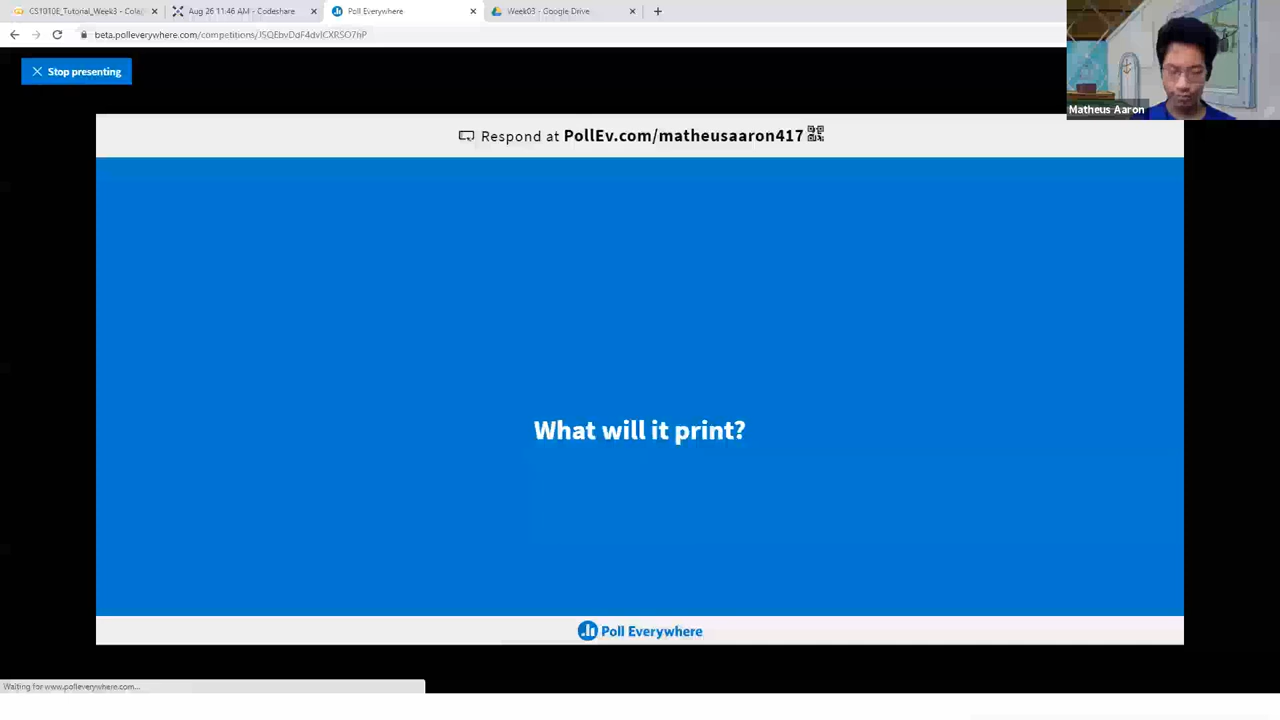 CS1010E_Tutorial_Week3 - Cola
Aug 26 11:46 AM - Codeshare
Poll Everywhere
Week03 - Google Drive
Matheus Aaron
Stop presenting
Respond at PollEv.com/matheusaaron417
What will it print?
Poll Everywhere
Waiting for www.polleverywhere.com...